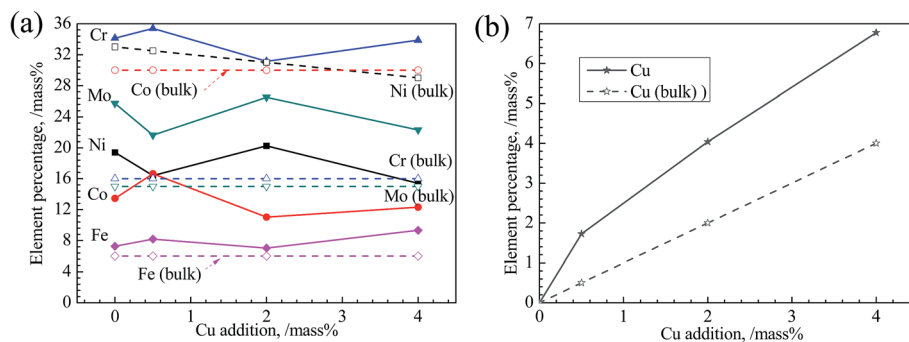 (a)
Element percentage, /mass%
36
32
28
24
20
16
12
8
4
0
Cr
Co (bulk)
Ni (bulk)
Mo
Ni
Cr (bulk)
Co
Mo (bulk)
Fe
Fe (bulk)
0
1
2
3
4
Cu addition, /mass%
(b)
Element percentage, /mass%
7
6
5
4
3
2
1
0
Cu
Cu (bulk) )
0
1
2
3
4
Cu addition, /mass%